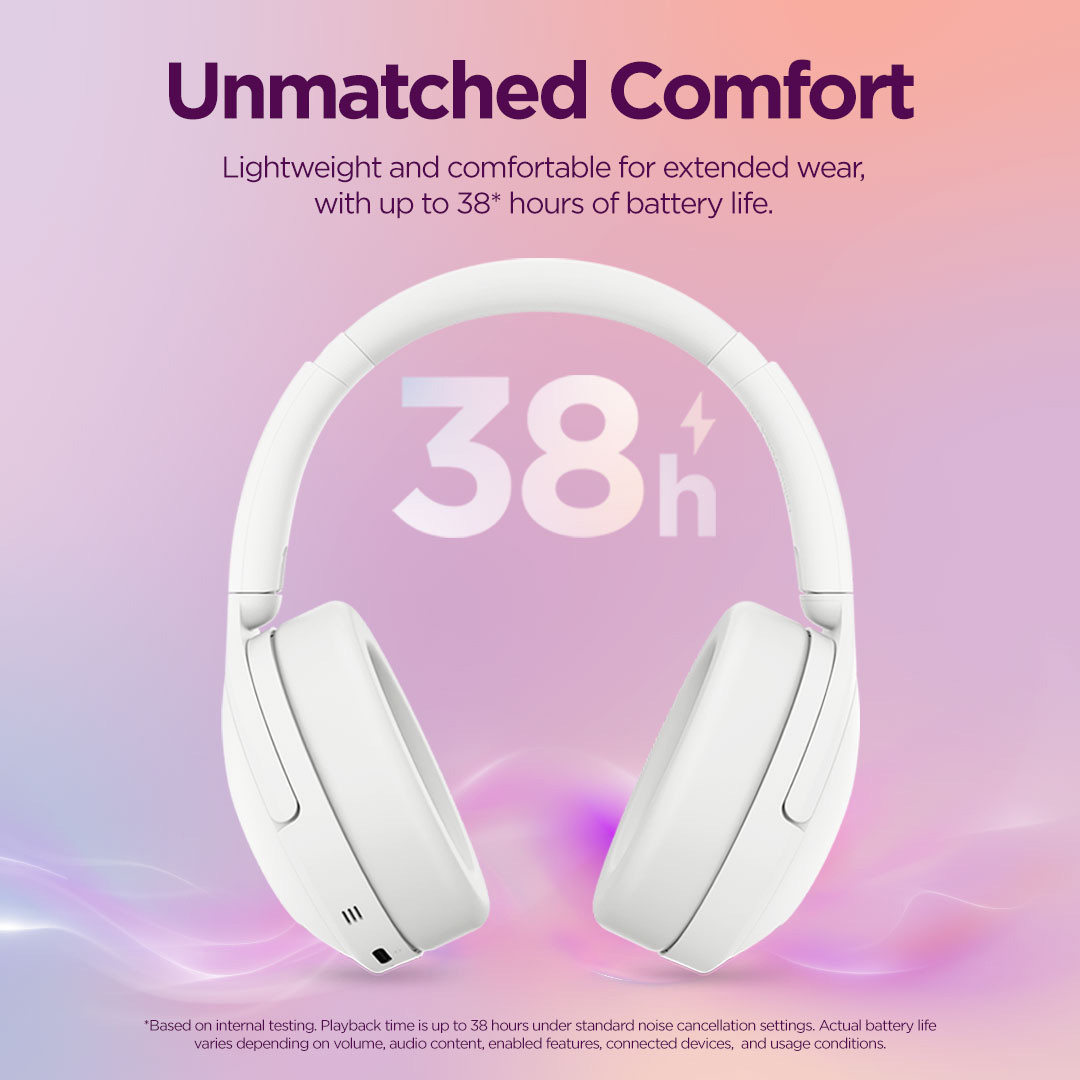 Unmatched Comfort
Lightweight and comfortable for extended wear,
with up to 38* hours of battery life.
38h
*Based on internal testing. Playback time is up to 38 hours under standard noise cancellation settings. Actual battery life
varies depending on volume, audio content, enabled features, connected devices,  and usage conditions.